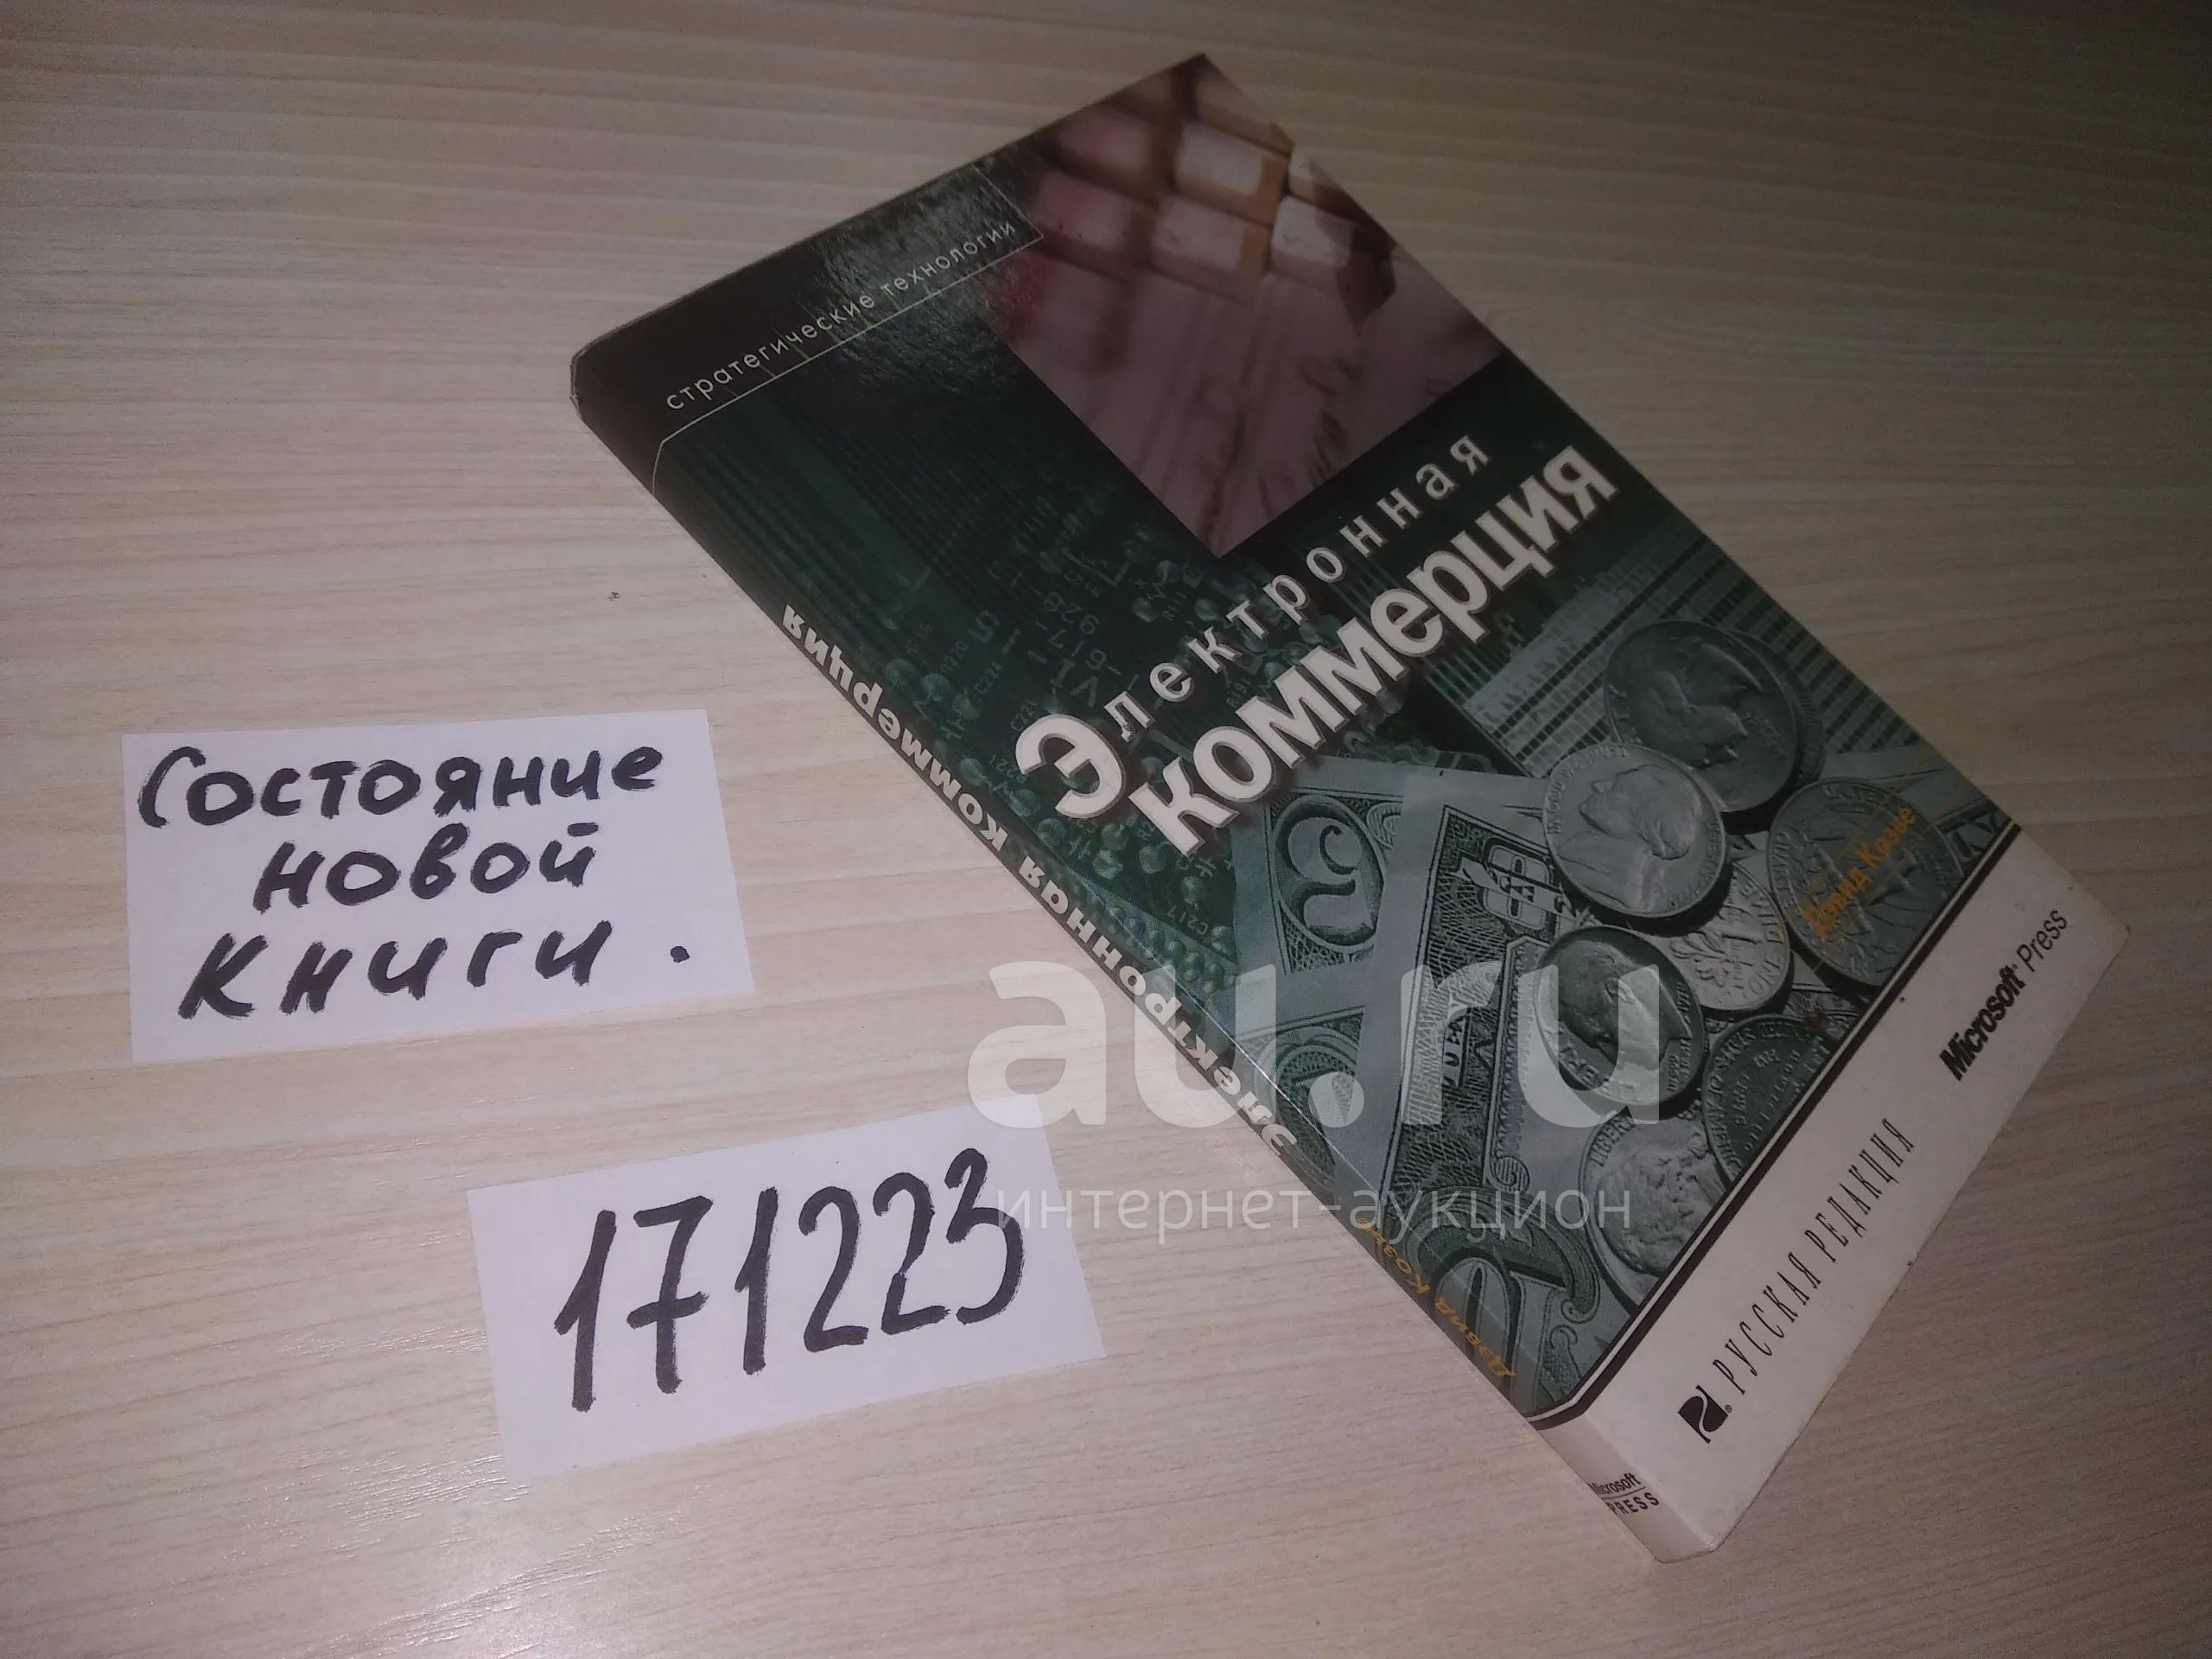 стратегические технологии
Электронная
коммерция
Дэвид Козье
Microsoft Press
РУССКАЯ РЕДАКЦИЯ
Электронная коммерция
Дэвид Козье
Microsoft
PRESS
Состояние
новой
книги.
171223
au.ru
интернет-аукцион